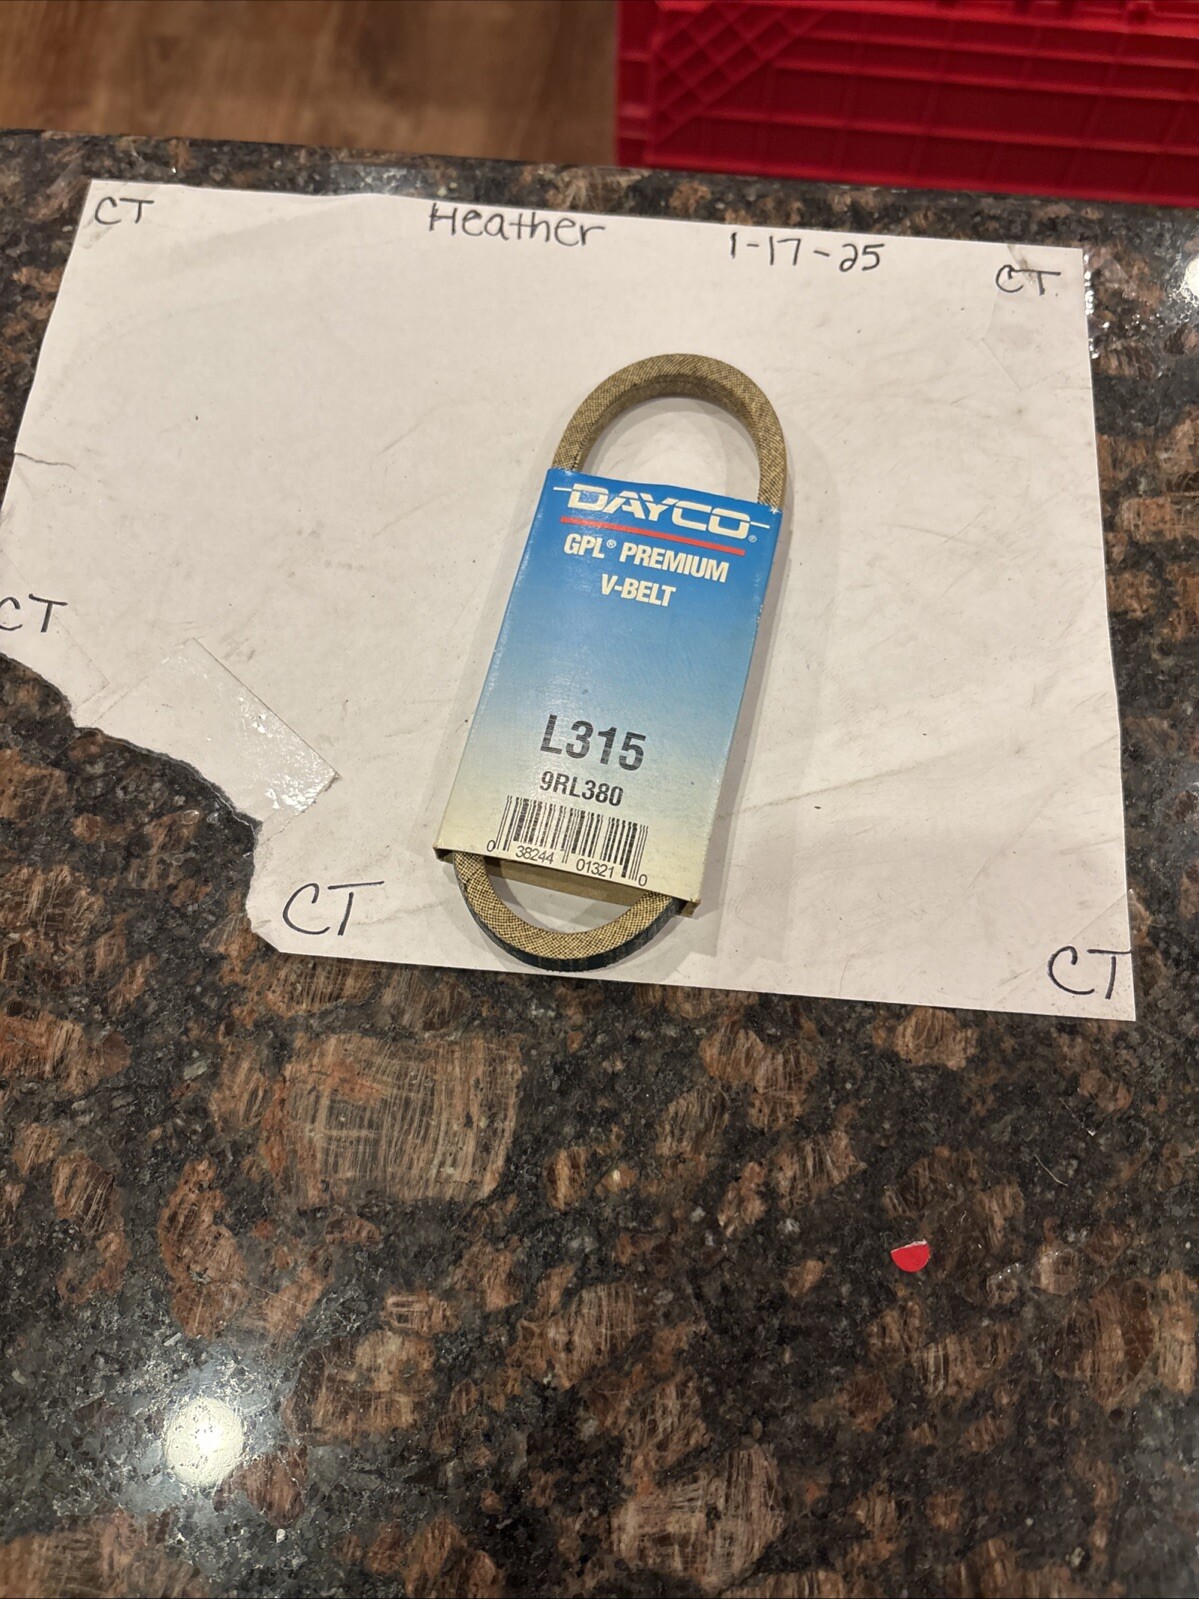 CT Heather 1-17-25 CT
DAYCO®
GPL® PREMIUM
V-BELT
CT
L315
9RL380
0 38244 01321 0
CT
CT